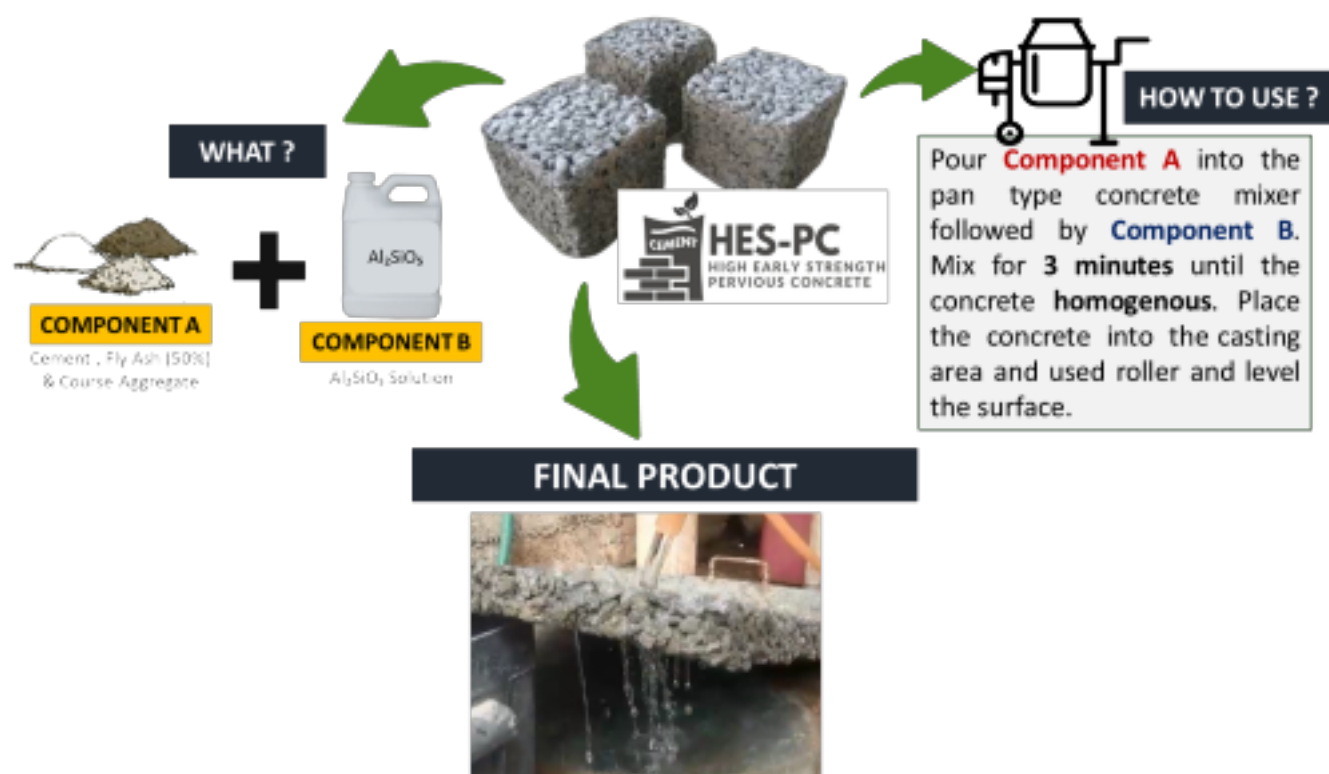 WHAT ?
Al₂SiO₅
COMPONENT A
Cement , Fly Ash (50%)
& Course Aggregate
COMPONENT B
Al₂SiO₅ Solution
CEMENT
HES-PC
HIGH EARLY STRENGTH
PERVIOUS CONCRETE
HOW TO USE ?
Pour Component A into the
pan type concrete mixer
followed by Component B.
Mix for 3 minutes until the
concrete homogenous. Place
the concrete into the casting
area and used roller and level
the surface.
FINAL PRODUCT